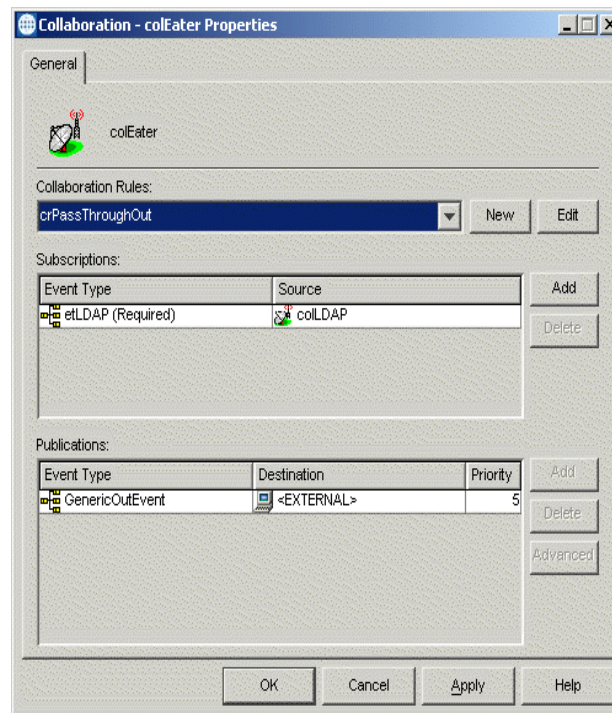 Collaboration - colEater Properties
General
colEater
Collaboration Rules:
crPassThroughOut
New
Edit
Subscriptions:
Event Type Source
etLDAP (Required) colLDAP
Add
Delete
Publications:
Event Type Destination Priority
GenericOutEvent <EXTERNAL> 5
Add
Delete
Advanced
OK Cancel Apply Help